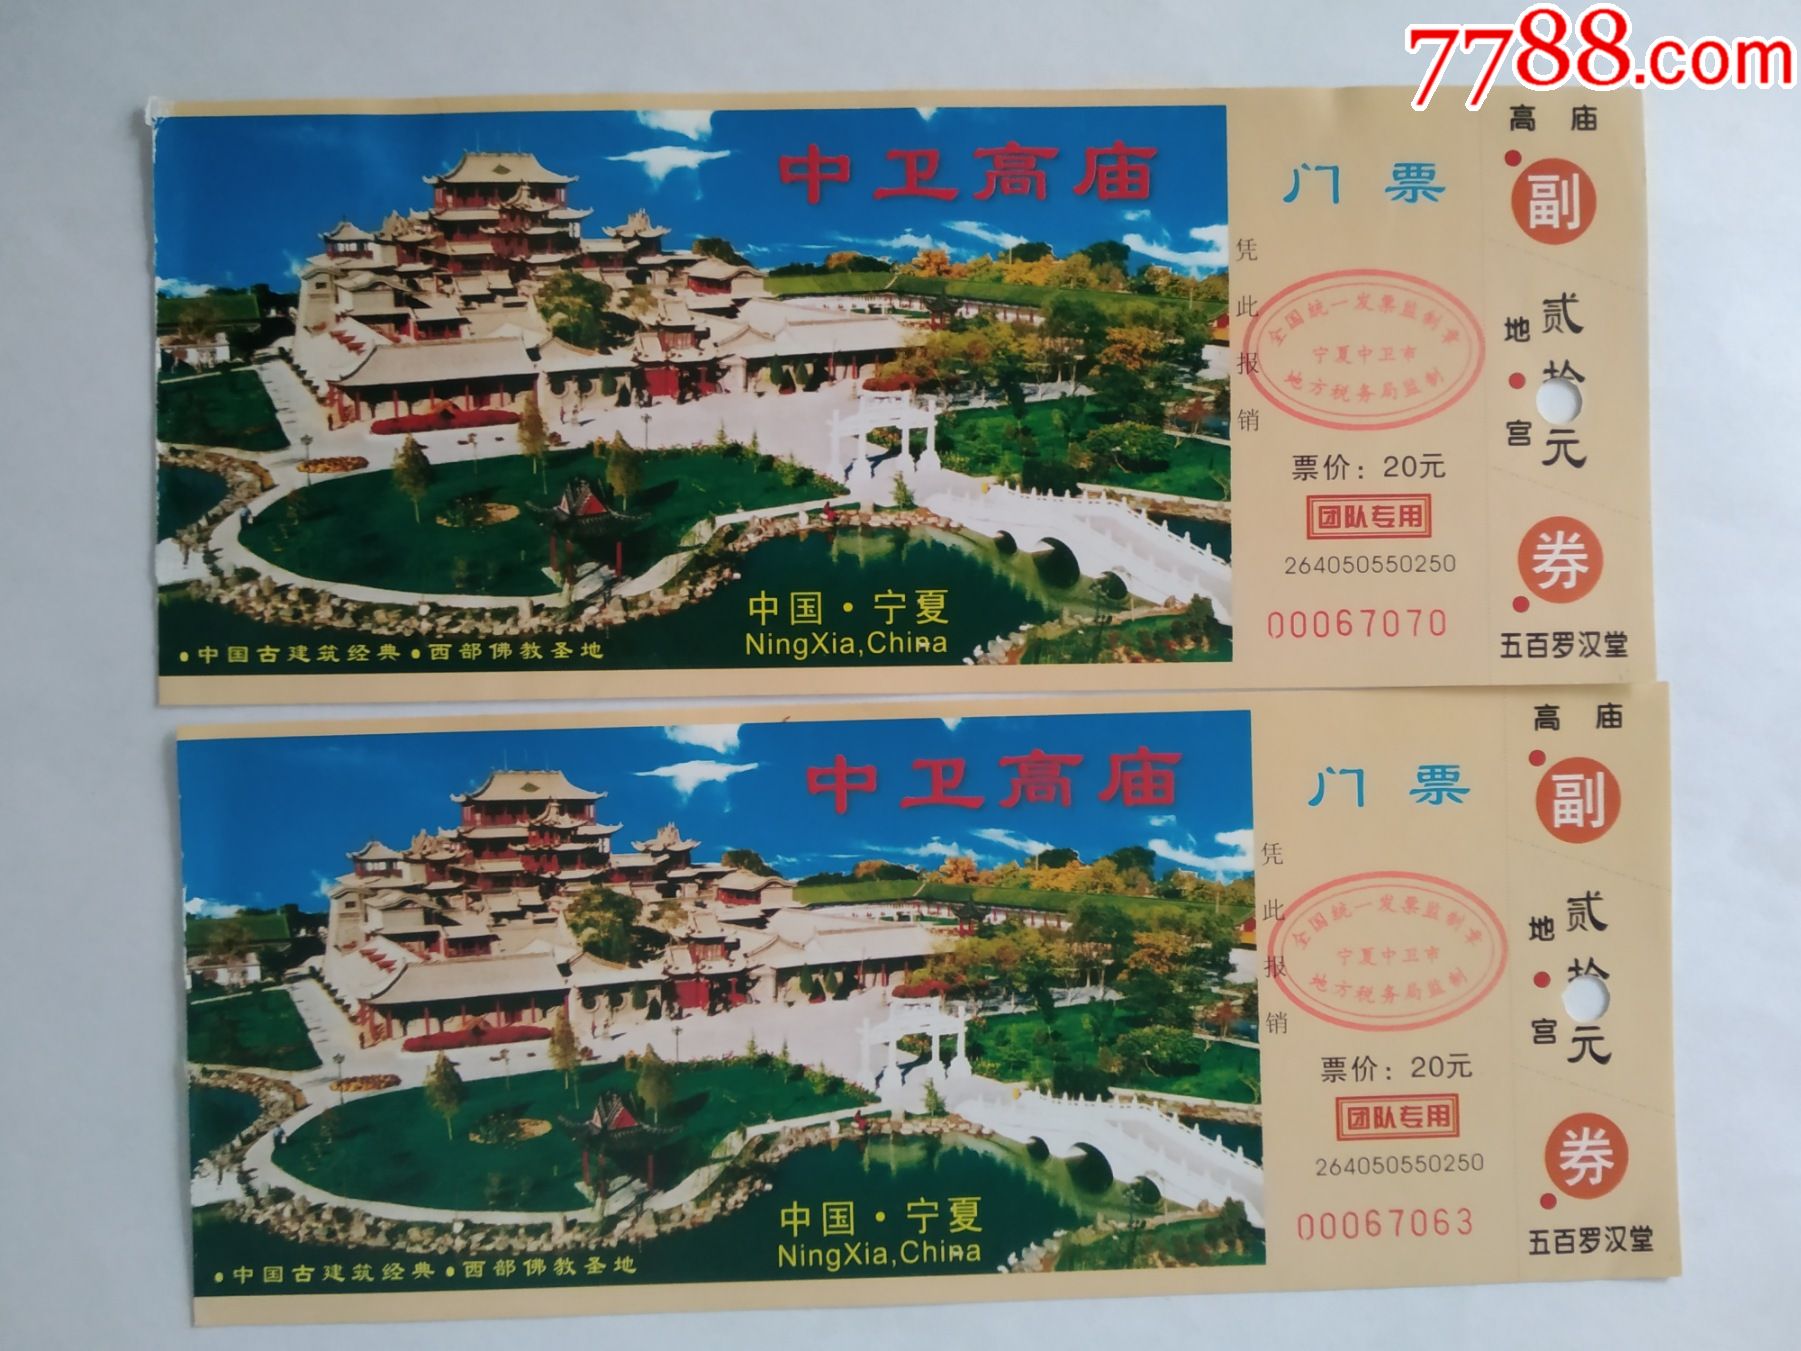 7788.com
中卫高庙
中国·宁夏
NingXia,China
•中国古建筑经典•西部佛教圣地
门票
凭此报销
全国统一发票监制章
宁夏中卫市
地方税务局监制
票价：20元
团队专用
264050550250
00067070
高庙
副
地宫
贰拾元
券
五百罗汉堂
中卫高庙
中国·宁夏
NingXia,China
•中国古建筑经典•西部佛教圣地
门票
凭此报销
全国统一发票监制章
宁夏中卫市
地方税务局监制
票价：20元
团队专用
264050550250
00067063
高庙
副
地宫
贰拾元
券
五百罗汉堂